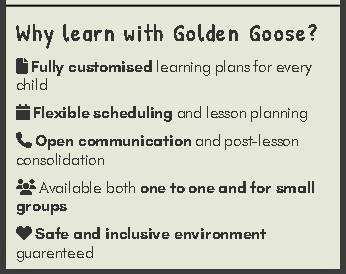 Why learn with Golden Goose?
Fully customised learning plans for every
child
Flexible scheduling and lesson planning
Open communication and post-lesson
consolidation
Available both one to one and for small
groups
Safe and inclusive environment
guarenteed